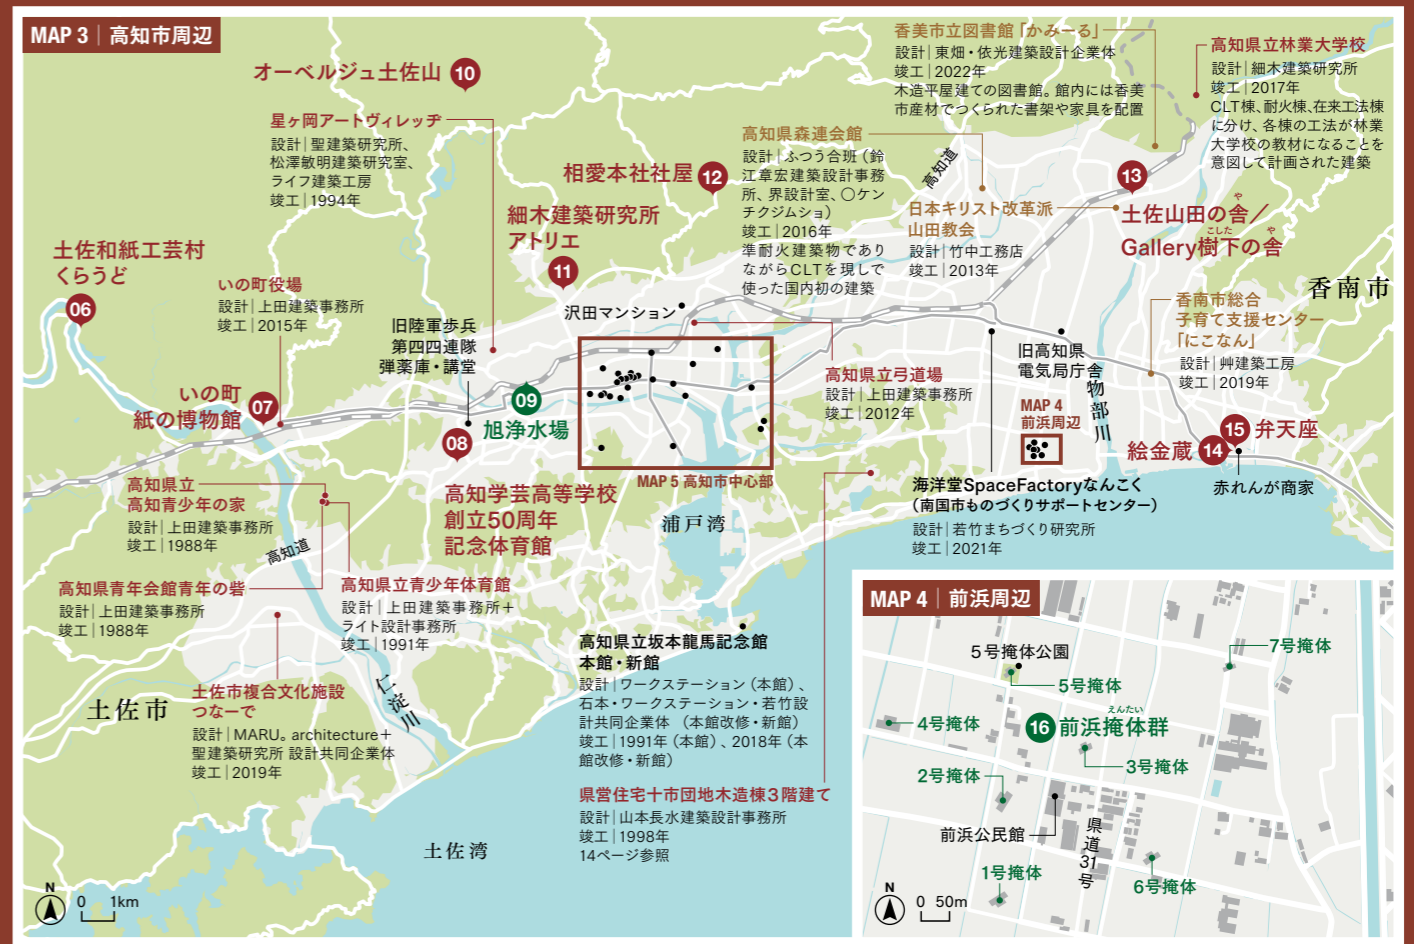 MAP 3｜高知市周辺
オーベルジュ土佐山 10
星ヶ岡アートヴィレッヂ
設計｜聖建築研究所、
松澤敏明建築研究室、
ライフ建築工房
竣工｜1994年
相愛本社社屋 12
細木建築研究所
アトリエ
11
土佐和紙工芸村
くらうど
06
いの町役場
設計｜上田建築事務所
竣工｜2015年
いの町
紙の博物館 07
旧陸軍歩兵
第四四連隊
弾薬庫・講堂
沢田マンション
09
旭浄水場
08
高知学芸高等学校
創立50周年
記念体育館
MAP 5 高知市中心部
浦戸湾
香美市立図書館「かみーる」
設計｜東畑・依光建築設計企業体
竣工｜2022年
木造平屋建ての図書館。館内には香美
市産材でつくられた書架や家具を配置
高知県立林業大学校
設計｜細木建築研究所
竣工｜2017年
CLT棟、耐火棟、在来工法棟
に分け、各棟の工法が林業
大学校の教材になることを
意図して計画された建築
高知県森連会館
設計｜ふつう合班（鈴
江章宏建築設計事務
所、界設計室、〇ケン
チクジムショ）
竣工｜2016年
準耐火建築物であり
ながらCLTを現しで
使った国内初の建築
高知道
日本キリスト改革派
山田教会
設計｜竹中工務店
竣工｜2013年
13
土佐山田の舎／
や
Gallery樹下の舎
こした
や
香南市
香南市総合
子育て支援センター
「にこなん」
設計｜艸建築工房
竣工｜2019年
旧高知県
電気局庁舎
物部川
MAP 4
前浜周辺
高知県立弓道場
設計｜上田建築事務所
竣工｜2012年
15 弁天座
絵金蔵 14
赤れんが商家
海洋堂SpaceFactoryなんこく
（南国市ものづくりサポートセンター）
設計｜若竹まちづくり研究所
竣工｜2021年
高知県立
高知青少年の家
設計｜上田建築事務所
竣工｜1988年
高知道
高知県青年会館青年の砦
設計｜上田建築事務所
竣工｜1988年
高知県立青少年体育館
設計｜上田建築事務所＋
ライト設計事務所
竣工｜1991年
土佐市
仁淀川
土佐市複合文化施設
つなーで
設計｜MARU。architecture＋
聖建築研究所 設計共同企業体
竣工｜2019年
高知県立坂本龍馬記念館
本館・新館
設計｜ワークステーション（本館）、
石本・ワークステーション・若竹設
計共同企業体 （本館改修・新館）
竣工｜1991年（本館）、2018年（本
館改修・新館）
県営住宅十市団地木造棟3階建て
設計｜山本長水建築設計事務所
竣工｜1998年
14ページ参照
土佐湾
N
0 1km
MAP 4｜前浜周辺
5号掩体公園
5号掩体
7号掩体
4号掩体
えんたい
16 前浜掩体群
3号掩体
2号掩体
前浜公民館
県道31号
1号掩体
6号掩体
N
0 50m